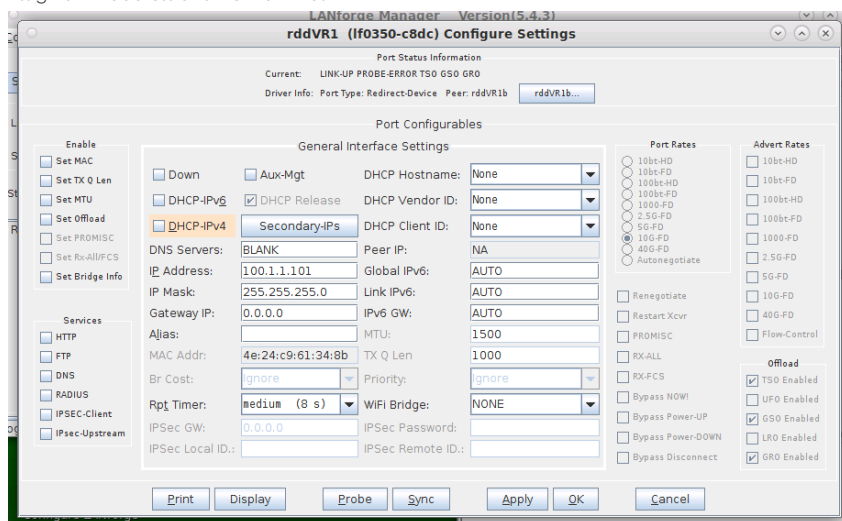 LANforge Manager Version(5.4.3)
rddVR1 (lf0350-c8dc) Configure Settings
Port Status Information
Current: LINK-UP PROBE-ERROR TSO GSO GRO
Driver Info: Port Type: Redirect-Device Peer: rddVR1b rddVR1b...
Port Configurables
Enable
Set MAC
Set TX Q Len
Set MTU
Set Offload
Set PROMISC
Set Rx-All/FCS
Set Bridge Info
Services
HTTP
FTP
DNS
RADIUS
IPSEC-Client
IPsec-Upstream
General Interface Settings
Down Aux-Mgt DHCP Hostname: None
DHCP-IPv6 DHCP Release DHCP Vendor ID: None
DHCP-IPv4 Secondary-IPs DHCP Client ID: None
DNS Servers: BLANK Peer IP: NA
IP Address: 100.1.1.101 Global IPv6: AUTO
IP Mask: 255.255.255.0 Link IPv6: AUTO
Gateway IP: 0.0.0.0 IPv6 GW: AUTO
Alias: MTU: 1500
MAC Addr: 4e:24:c9:61:34:8b TX Q Len 1000
Br Cost: Ignore Priority: Ignore
Rpt Timer: medium (8 s) WiFi Bridge: NONE
IPSec GW: 0.0.0.0 IPSec Password:
IPSec Local ID.: IPSec Remote ID.:
Port Rates
10bt-HD
10bt-FD
100bt-HD
100bt-FD
1000-FD
2.5G-FD
5G-FD
10G-FD
40G-FD
Autonegotiate
Renegotiate
Restart Xcvr
PROMISC
RX-ALL
RX-FCS
Bypass NOW!
Bypass Power-UP
Bypass Power-DOWN
Bypass Disconnect
Advert Rates
10bt-HD
10bt-FD
100bt-HD
100bt-FD
1000-FD
2.5G-FD
5G-FD
10G-FD
40G-FD
Flow-Control
Offload
TSO Enabled
UFO Enabled
GSO Enabled
LRO Enabled
GRO Enabled
Print Display Probe Sync Apply OK Cancel